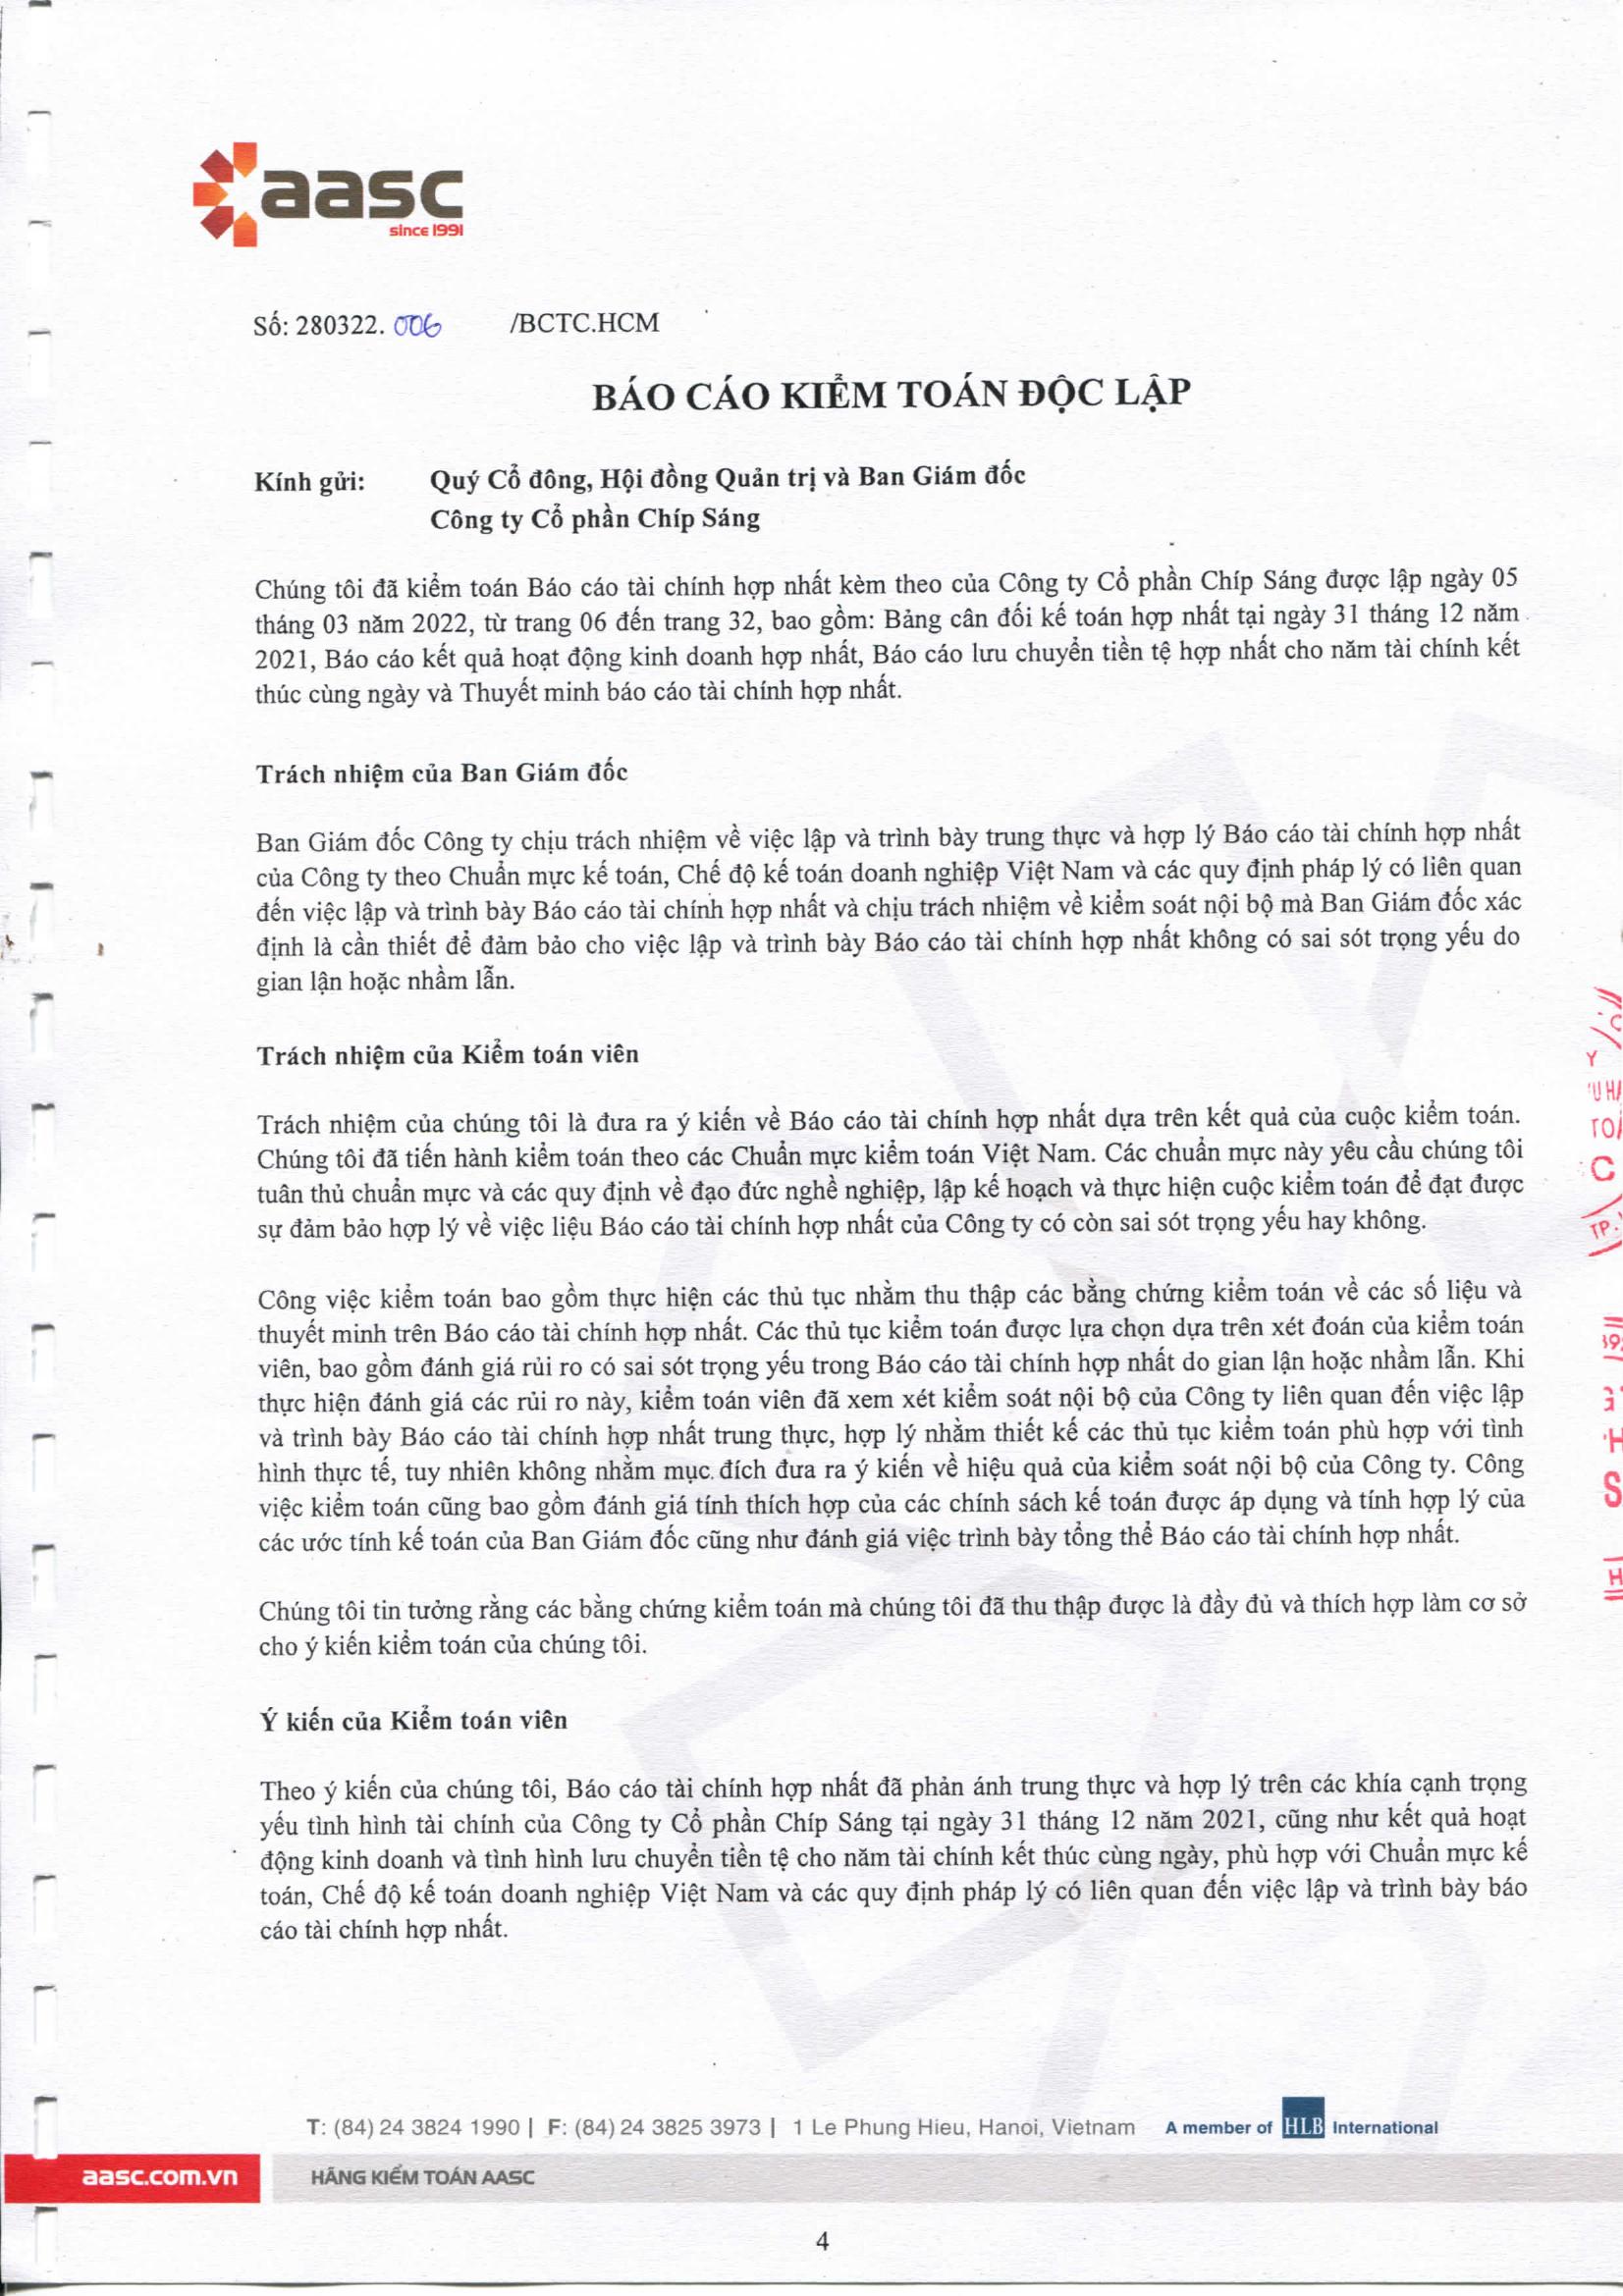 aasc
since 1991
Số: 280322. 006 /BCTC.HCM
BÁO CÁO KIỂM TOÁN ĐỘC LẬP
Kính gửi: Quý Cổ đông, Hội đồng Quản trị và Ban Giám đốc
Công ty Cổ phần Chíp Sáng
Chúng tôi đã kiểm toán Báo cáo tài chính hợp nhất kèm theo của Công ty Cổ phần Chíp Sáng được lập ngày 05
tháng 03 năm 2022, từ trang 06 đến trang 32, bao gồm: Bảng cân đối kế toán hợp nhất tại ngày 31 tháng 12 năm
2021, Báo cáo kết quả hoạt động kinh doanh hợp nhất, Báo cáo lưu chuyển tiền tệ hợp nhất cho năm tài chính kết
thúc cùng ngày và Thuyết minh báo cáo tài chính hợp nhất.
Trách nhiệm của Ban Giám đốc
Ban Giám đốc Công ty chịu trách nhiệm về việc lập và trình bày trung thực và hợp lý Báo cáo tài chính hợp nhất
của Công ty theo Chuẩn mực kế toán, Chế độ kế toán doanh nghiệp Việt Nam và các quy định pháp lý có liên quan
đến việc lập và trình bày Báo cáo tài chính hợp nhất và chịu trách nhiệm về kiểm soát nội bộ mà Ban Giám đốc xác
định là cần thiết để đảm bảo cho việc lập và trình bày Báo cáo tài chính hợp nhất không có sai sót trọng yếu do
gian lận hoặc nhầm lẫn.
Trách nhiệm của Kiểm toán viên
Trách nhiệm của chúng tôi là đưa ra ý kiến về Báo cáo tài chính hợp nhất dựa trên kết quả của cuộc kiểm toán.
Chúng tôi đã tiến hành kiểm toán theo các Chuẩn mực kiểm toán Việt Nam. Các chuẩn mực này yêu cầu chúng tôi
tuân thủ chuẩn mực và các quy định về đạo đức nghề nghiệp, lập kế hoạch và thực hiện cuộc kiểm toán để đạt được
sự đảm bảo hợp lý về việc liệu Báo cáo tài chính hợp nhất của Công ty có còn sai sót trọng yếu hay không.
Công việc kiểm toán bao gồm thực hiện các thủ tục nhằm thu thập các bằng chứng kiểm toán về các số liệu và
thuyết minh trên Báo cáo tài chính hợp nhất. Các thủ tục kiểm toán được lựa chọn dựa trên xét đoán của kiểm toán
viên, bao gồm đánh giá rủi ro có sai sót trọng yếu trong Báo cáo tài chính hợp nhất do gian lận hoặc nhầm lẫn. Khi
thực hiện đánh giá các rủi ro này, kiểm toán viên đã xem xét kiểm soát nội bộ của Công ty liên quan đến việc lập
và trình bày Báo cáo tài chính hợp nhất trung thực, hợp lý nhằm thiết kế các thủ tục kiểm toán phù hợp với tình
hình thực tế, tuy nhiên không nhằm mục đích đưa ra ý kiến về hiệu quả của kiểm soát nội bộ của Công ty. Công
việc kiểm toán cũng bao gồm đánh giá tính thích hợp của các chính sách kế toán được áp dụng và tính hợp lý của
các ước tính kế toán của Ban Giám đốc cũng như đánh giá việc trình bày tổng thể Báo cáo tài chính hợp nhất.
Chúng tôi tin tưởng rằng các bằng chứng kiểm toán mà chúng tôi đã thu thập được là đầy đủ và thích hợp làm cơ sở
cho ý kiến kiểm toán của chúng tôi.
Ý kiến của Kiểm toán viên
Theo ý kiến của chúng tôi, Báo cáo tài chính hợp nhất đã phản ánh trung thực và hợp lý trên các khía cạnh trọng
yếu tình hình tài chính của Công ty Cổ phần Chíp Sáng tại ngày 31 tháng 12 năm 2021, cũng như kết quả hoạt
động kinh doanh và tình hình lưu chuyển tiền tệ cho năm tài chính kết thúc cùng ngày, phù hợp với Chuẩn mực kế
toán, Chế độ kế toán doanh nghiệp Việt Nam và các quy định pháp lý có liên quan đến việc lập và trình bày báo
cáo tài chính hợp nhất.
T: (84) 24 3824 1990 | F: (84) 24 3825 3973 | 1 Le Phung Hieu, Hanoi, Vietnam A member of HLB International
aasc.com.vn HÃNG KIỂM TOÁN AASC
4